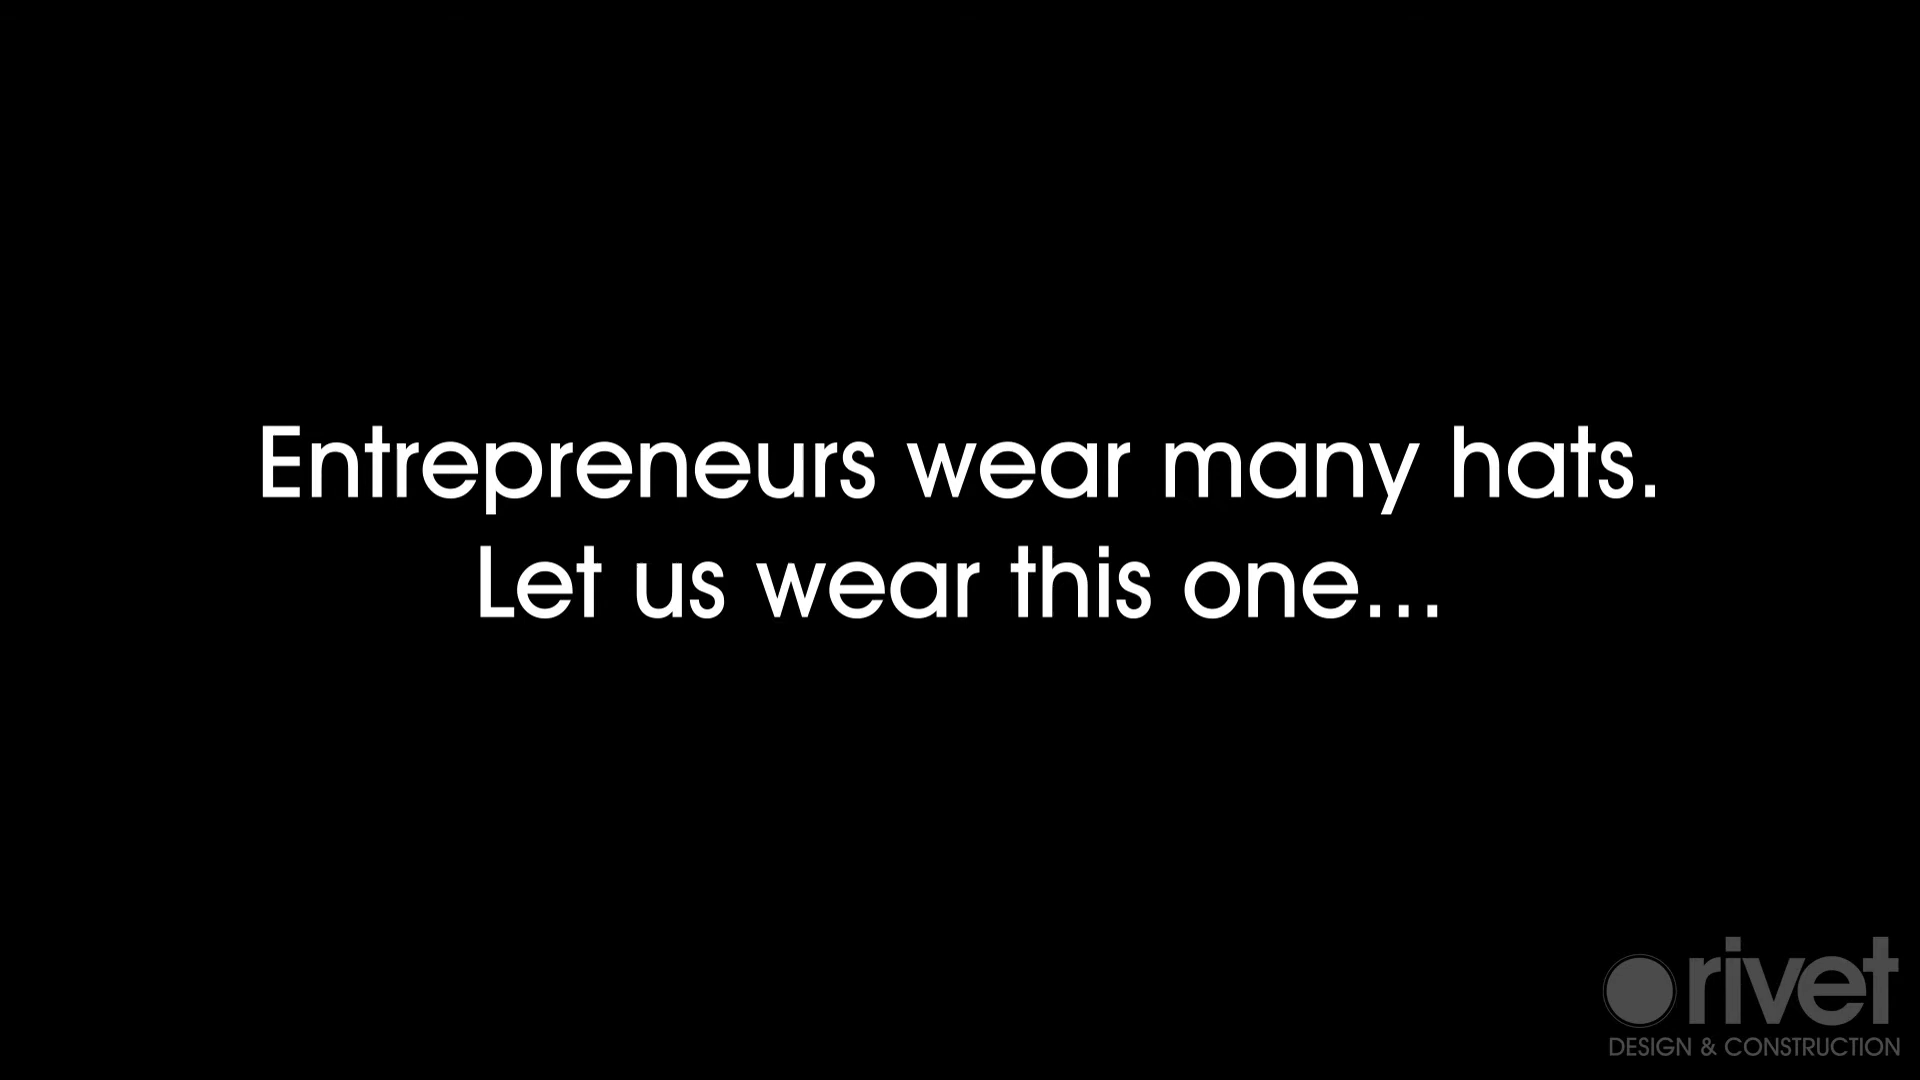 Entrepreneurs wear many hats.
Let us wear this one...
rivet
DESIGN & CONSTRUCTION